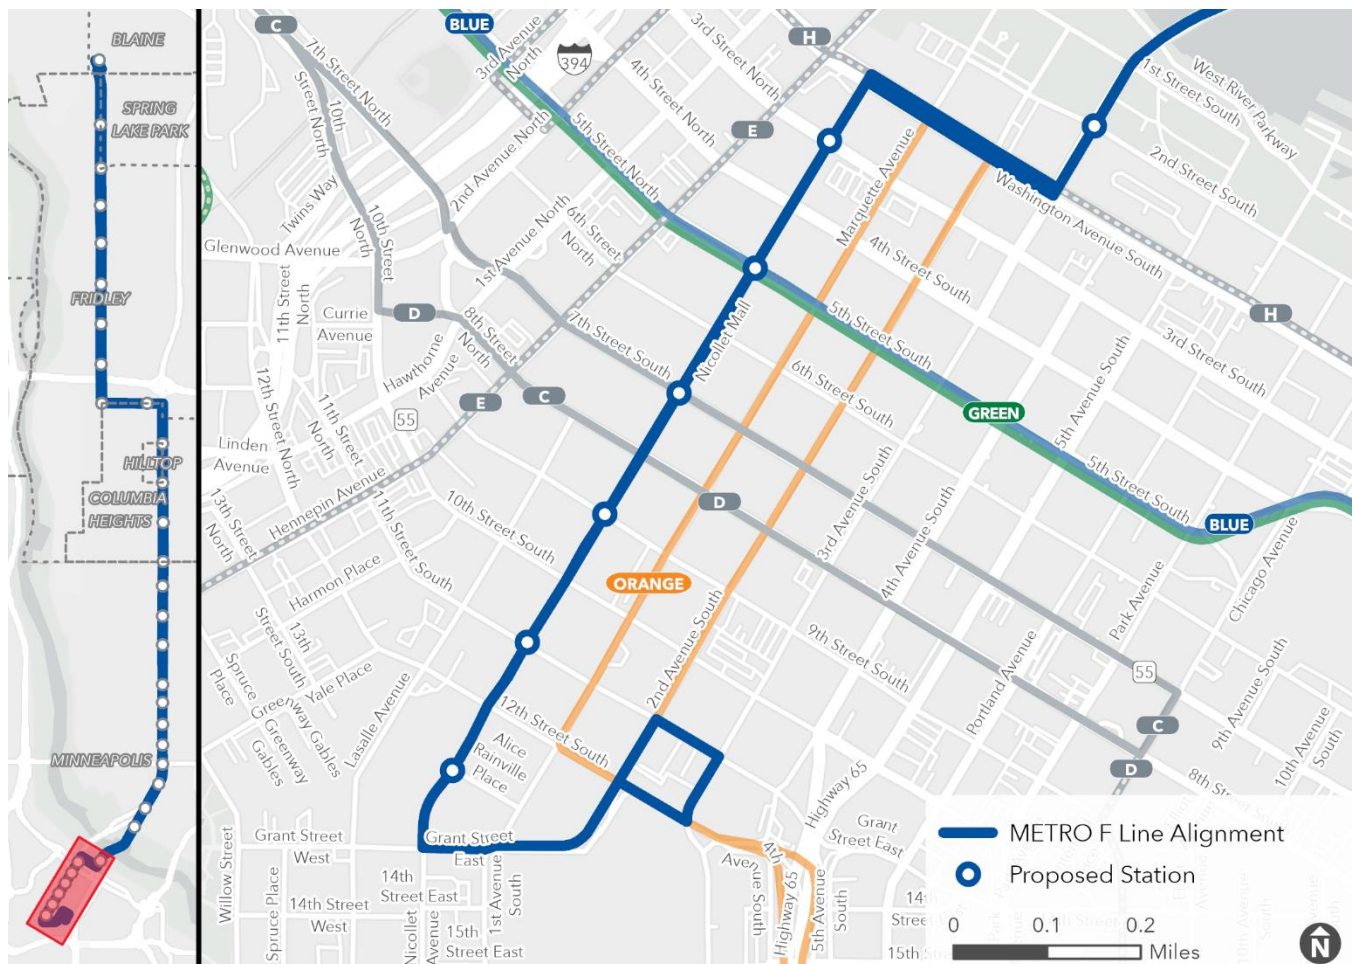 BLAINE
SPRING
LAKE PARK
FRIDLEY
HILLTOP
COLUMBIA
HEIGHTS
MINNEAPOLIS
C
BLUE
3rd Avenue
North
394
H
3rd Street North
4th Street North
West River Parkway
1st Street South
2nd Street South
7th Street North
10th
Street North
2nd Avenue North
5th Street North
E
Marquette Avenue
Washington Avenue South
Twins Way
10th Street
North
Glenwood Avenue
1st Avenue North
6th Street
North
4th Street South
11th Street
North
Currie
Avenue
D
8th Street
North
7th Street South
Nicollet Mall
5th Street South
H
3rd Street South
Hawthorne
Avenue
12th Street North
11th Street
North
55
E
C
6th Street South
GREEN
5th Avenue South
Linden
Avenue
Hennepin Avenue
13th Street
North
10th Street South
11th Street South
D
3rd Avenue South
4th Avenue South
5th Street South
BLUE
Chicago Avenue
Park Avenue
Harmon Place
ORANGE
2nd Avenue South
9th Street South
Portland Avenue
55
C
D
9th Avenue South
10th Avenue
South
8th Street
South
13th
Street South
Spruce
Place
Yale Place
Greenway Gables
Greenway
Gables
Lasalle Avenue
12th Street South
Alice
Rainville
Place
Highway 65
Grant
Street East
Grant Street
West
Grant Street
East
Willow Street
Spruce Place
14th
Street East
14th Street
West
Nicollet
Avenue
1st Avenue
South
15th
Street East
4th
Avenue South
Highway 65
5th Avenue
South
14th
Street
15th Street
METRO F Line Alignment
Proposed Station
0 0.1 0.2
Miles
N